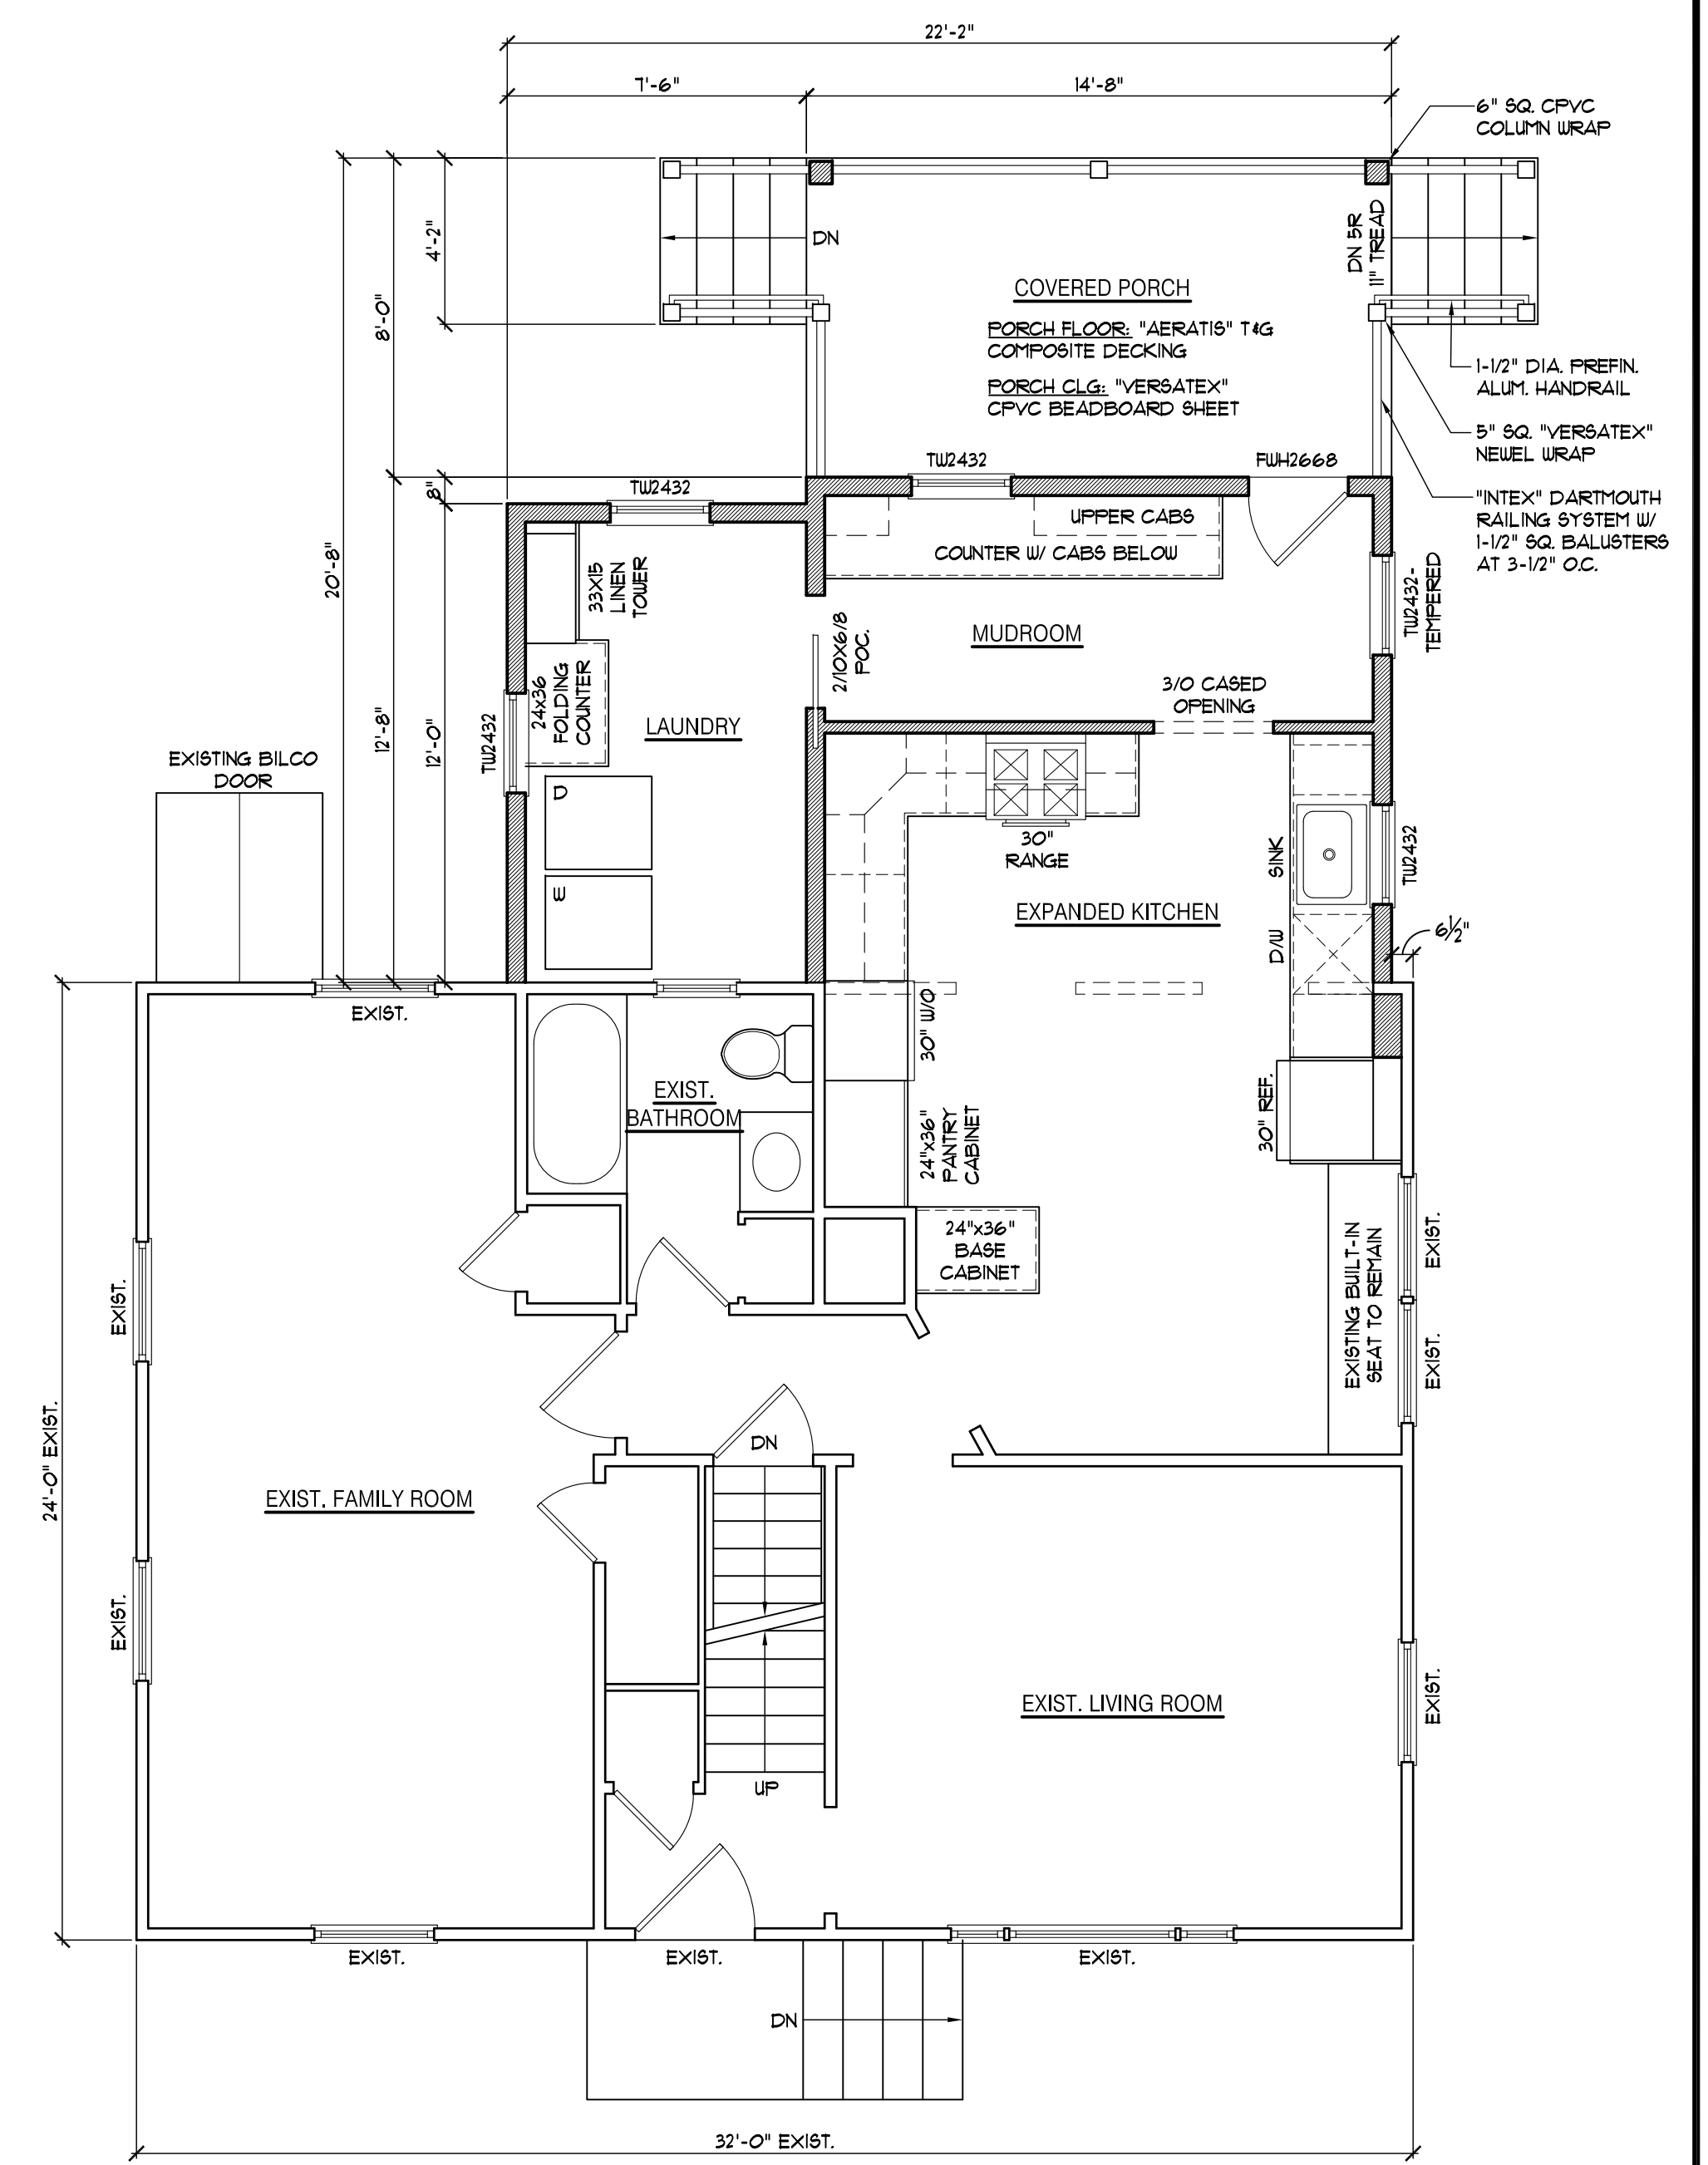 22'-2"
7'-6"
14'-8"
6" SQ. CPVC
COLUMN WRAP
4'-2"
8'-0"
20'-8"
DN
DN 5R
11" TREAD
COVERED PORCH
PORCH FLOOR: "AERATIS" T&G
COMPOSITE DECKING
PORCH CLG: "VERSATEX"
CPVC BEADBOARD SHEET
1-1/2" DIA. PREFIN.
ALUM. HANDRAIL
5" SQ. "VERSATEX"
NEWEL WRAP
"INTEX" DARTMOUTH
RAILING SYSTEM W/
1-1/2" SQ. BALUSTERS
AT 3-1/2" O.C.
8"
TW2432
TW2432
FWH2668
UPPER CABS
COUNTER W/ CABS BELOW
33X15
LINEN
TOWER
TW2432-
TEMPERED
2/10X6/8
POC.
MUDROOM
3/0 CASED
OPENING
24x36
FOLDING
COUNTER
LAUNDRY
TW2432
12'-8"
12'-0"
EXISTING BILCO
DOOR
D
W
30"
RANGE
SINK
TW2432
EXPANDED KITCHEN
D/W
6½"
EXIST.
30" W/O
EXIST.
BATHROOM
24"x36"
PANTRY
CABINET
30" REF.
24"x36"
BASE
CABINET
EXISTING BUILT-IN
SEAT TO REMAIN
EXIST.
EXIST.
EXIST.
24'-0" EXIST.
DN
EXIST. FAMILY ROOM
EXIST.
EXIST. LIVING ROOM
EXIST.
UP
EXIST.
EXIST.
EXIST.
DN
32'-0" EXIST.